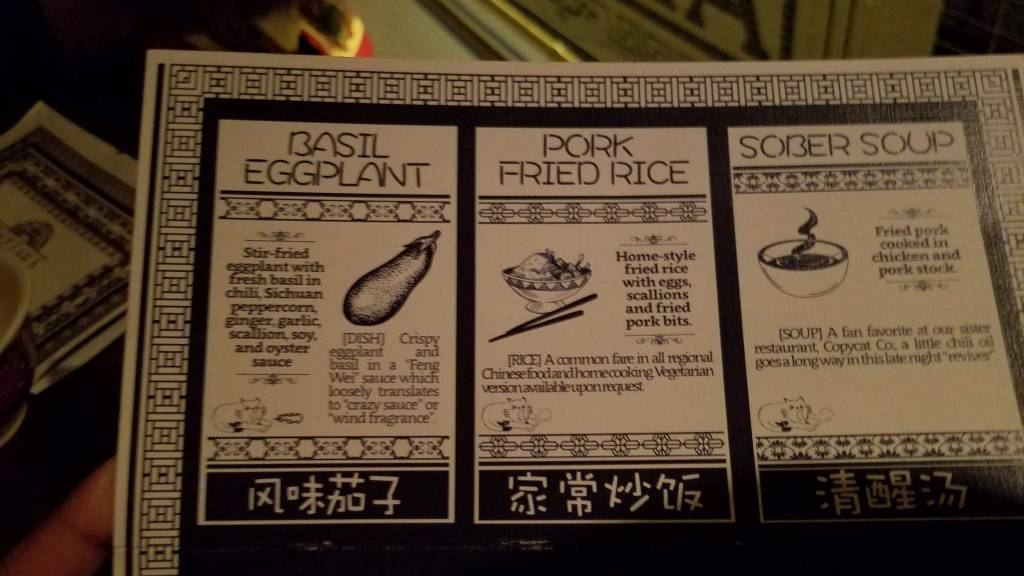 BASIL
EGGPLANT
Stir-fried
eggplant with
fresh basil in
chili, Sichuan
peppercorn,
ginger, garlic,
scallion, soy,
and oyster
sauce
[DISH] Crispy
eggplant and
basil in a "Feng
Wei" sauce which
loosely translates
to "crazy sauce" or
"wind fragrance".
风味茄子
PORK
FRIED RICE
Home-style
fried rice
with eggs,
scallions
and fried
pork bits.
[RICE] A common fare in all regional
Chinese food and home cooking. Vegetarian
version available upon request.
家常炒饭
SOBER SOUP
Fried pork
cooked in
chicken and
pork stock.
[SOUP] A fan favorite at our sister
restaurant, Copycat Co., a little chili oil
goes a long way in this late night "reviver".
清醒汤